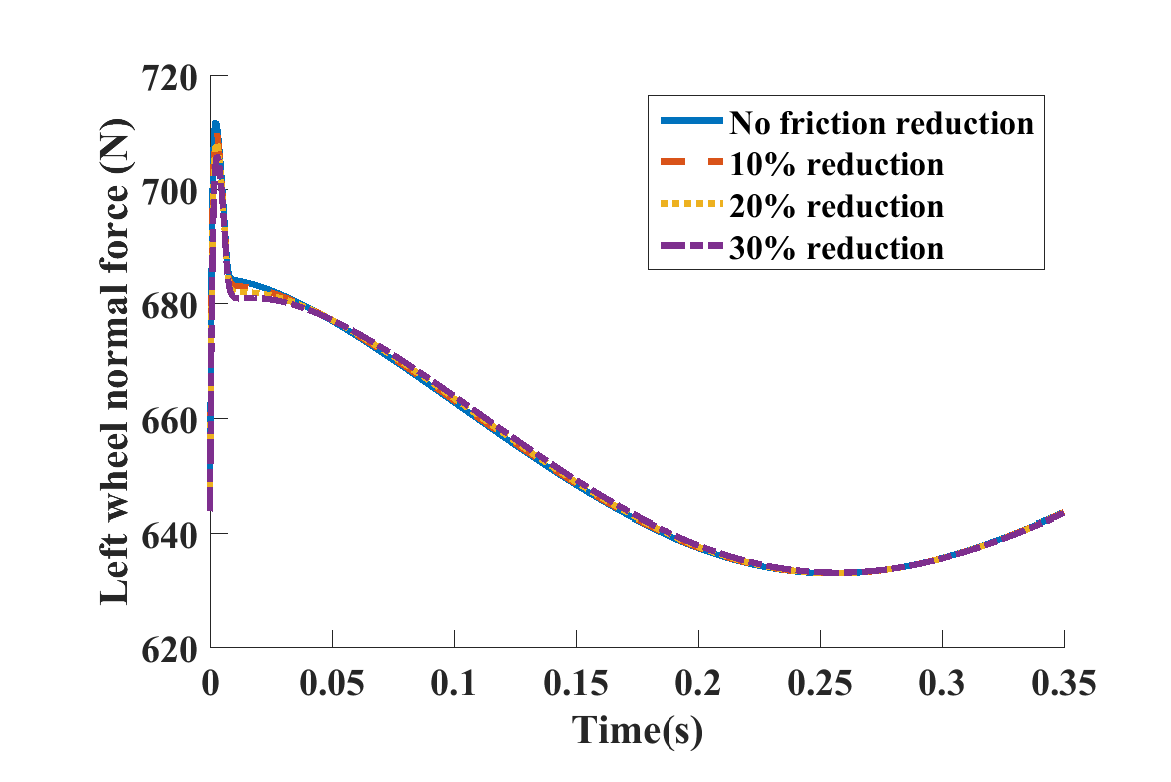 720
700
680
660
640
620
Left wheel normal force (N)
No friction reduction
10% reduction
20% reduction
30% reduction
0 0.05 0.1 0.15 0.2 0.25 0.3 0.35
Time(s)